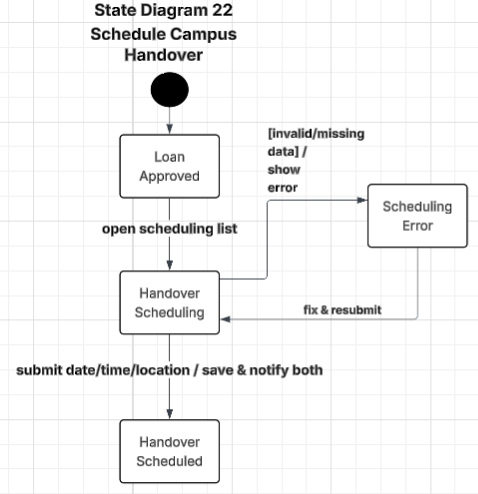 State Diagram 22
Schedule Campus
Handover
[invalid/missing
data] /
show
error
Loan
Approved
Scheduling
Error
open scheduling list
Handover
Scheduling
fix & resubmit
submit date/time/location / save & notify both
Handover
Scheduled